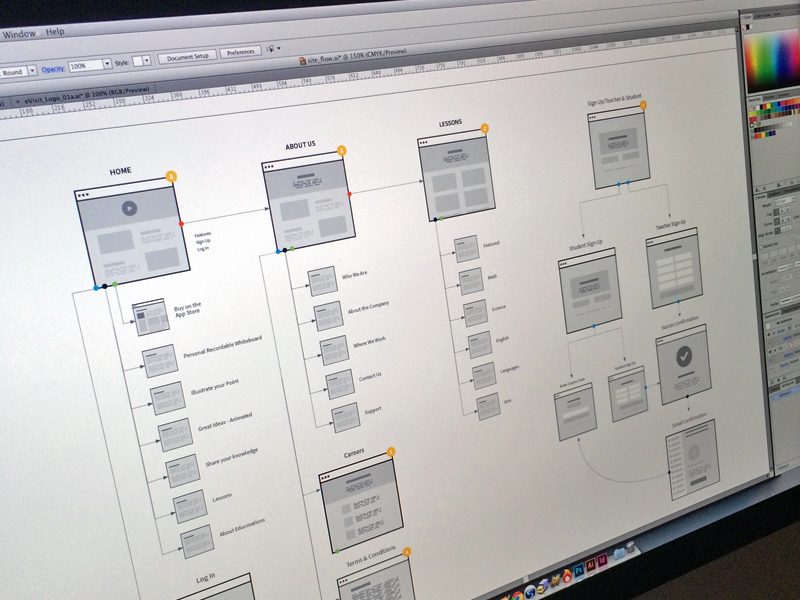 Window Help
Round Opacity: 100% Style: Document Setup Preferences
site_flow.ai* @ 150% (CMYK/Preview)
eVisit_Logo_01a.ai* @ 100% (RGB/Preview)
HOME
ABOUT US
LESSONS
Sign Up/Teacher & Student
Features
Sign Up
Log In
Buy on the
App Store
Personal Recordable Whiteboard
Illustrate your Point
Great Ideas - Animated
Share your knowledge
Lessons
About Educreations
Log In
Who We Are
About the Company
Where We Work
Contact Us
Support
Careers
Terms & Conditions
Featured
Math
Science
English
Languages
Arts
Student Sign Up
Teacher Sign Up
Email Confirmation
Ps Ai Id